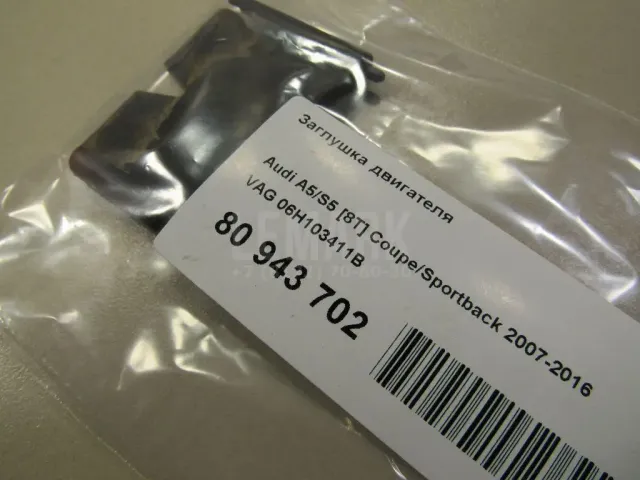 Заглушка двигателя
Audi A5/S5 [8T] Coupe/Sportback 2007-2016
VAG 06H103411B
80 943 702